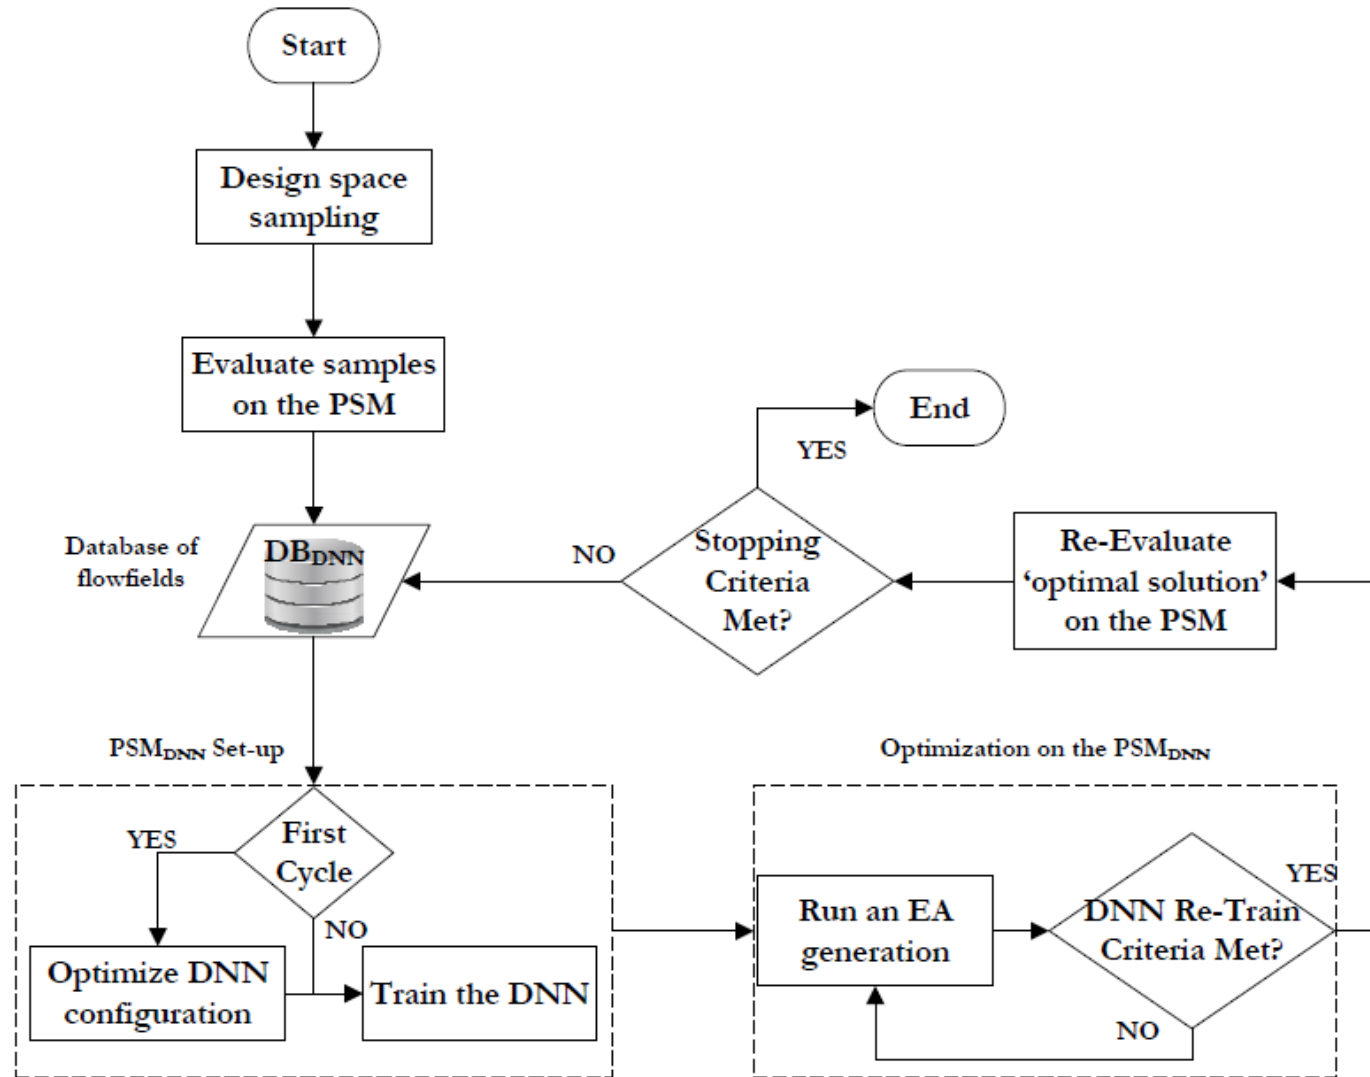 Start
Design space
sampling
Evaluate samples
on the PSM
End
YES
Database of
flowfields
DBDNN
NO
Stopping
Criteria
Met?
Re-Evaluate
‘optimal solution’
on the PSM
PSMDNN Set-up
Optimization on the PSMDNN
YES
First
Cycle
NO
Optimize DNN
configuration
Train the DNN
Run an EA
generation
DNN Re-Train
Criteria Met?
YES
NO